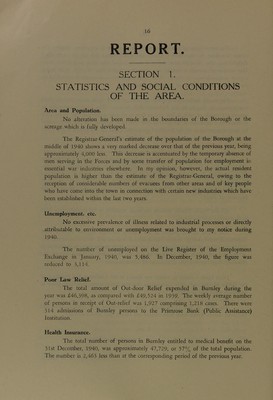 16
REPORT.
SECTION 1.
STATISTICS AND SOCIAL CONDITIONS
OF THE AREA.
Area and Population.
No alteration has been made in the boundaries of the Borough or the
acreage which is fully developed.
The Registrar-General's estimate of the population of the Borough at the
middle of 1940 shows a very marked decrease over that of the previous year, being
approximately 4,000 less. This decrease is accentuated by the temporary absence of
men serving in the Forces and by some transfer of population for employment in
essential war industries elsewhere. In my opinion, however, the actual resident
population is higher than the estimate of the Registrar-General, owing to the
reception of considerable numbers of evacuees from other areas and of key people
who have come into the town in connection with certain new industries which have
been established within the last two years.
Unemployment, etc.
No excessive prevalence of illness related to industrial processes or directly
attributable to environment or unemployment was brought to my notice during
1940.
The number of unemployed on the Live Register of the Employment
Exchange in January, 1940, was 5,466. In December, 1940, the figure was
reduced to 3,114.
Poor Law Relief.
The total amount of Out-door Relief expended in Burnley during the
year was £46,998, as compared with £49,524 in 1939. The weekly average number
of persons in receipt of Out-relief was 1,927 comprising 1,218 cases. There were
314 admissions of Burnley persons to the Primrose Bank (Public Assistance)
Institution.
Health Insurance.
The total number of persons in Burnley entitled to medical benefit on the
31st December, 1940, was approximately 47,729, or 57% of the total population.
The number is 2,465 less than at the corresponding period of the previous year.